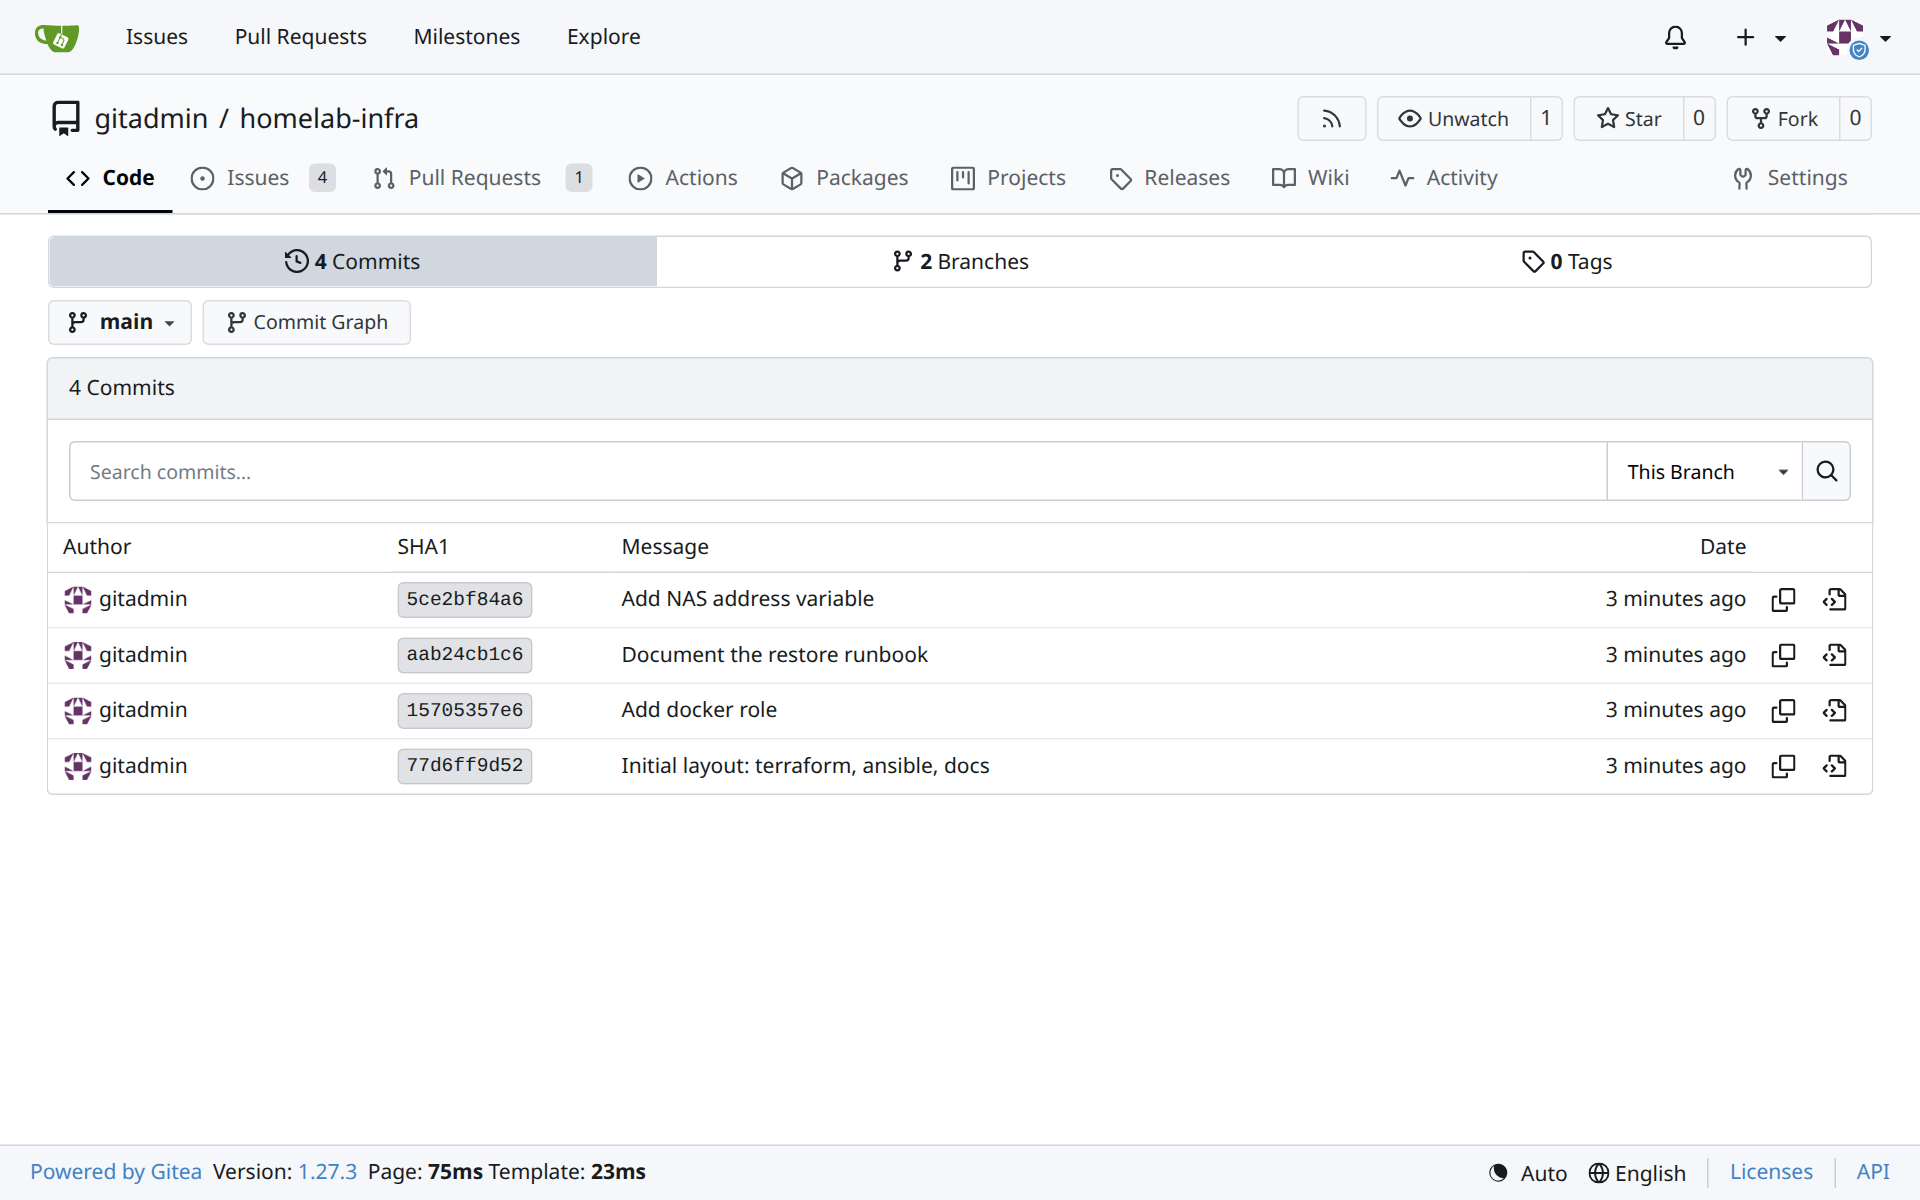 Issues Pull Requests Milestones Explore
gitadmin / homelab-infra
Unwatch 1 Star 0 Fork 0
Code Issues 4 Pull Requests 1 Actions Packages Projects Releases Wiki Activity Settings
4 Commits 2 Branches 0 Tags
main Commit Graph
4 Commits
Search commits... This Branch
Author SHA1 Message Date
gitadmin 5ce2bf84a6 Add NAS address variable 3 minutes ago
gitadmin aab24cb1c6 Document the restore runbook 3 minutes ago
gitadmin 15705357e6 Add docker role 3 minutes ago
gitadmin 77d6ff9d52 Initial layout: terraform, ansible, docs 3 minutes ago
Powered by Gitea Version: 1.27.3 Page: 75ms Template: 23ms Auto English Licenses API